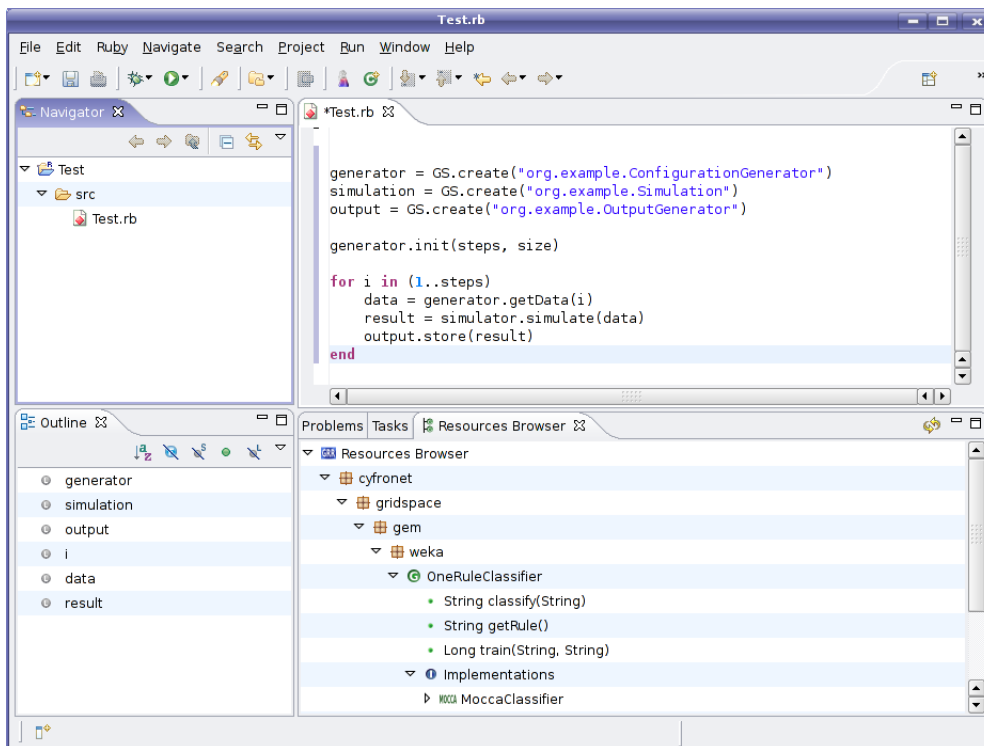 Test.rb
File Edit Ruby Navigate Search Project Run Window Help
Navigator
Test
src
Test.rb
*Test.rb
generator = GS.create("org.example.ConfigurationGenerator")
simulation = GS.create("org.example.Simulation")
output = GS.create("org.example.OutputGenerator")
generator.init(steps, size)
for i in (1..steps)
data = generator.getData(i)
result = simulator.simulate(data)
output.store(result)
end
Outline
generator
simulation
output
i
data
result
Problems Tasks Resources Browser
Resources Browser
cyfronet
gridspace
gem
weka
OneRuleClassifier
String classify(String)
String getRule()
Long train(String, String)
Implementations
MOCCA MoccaClassifier